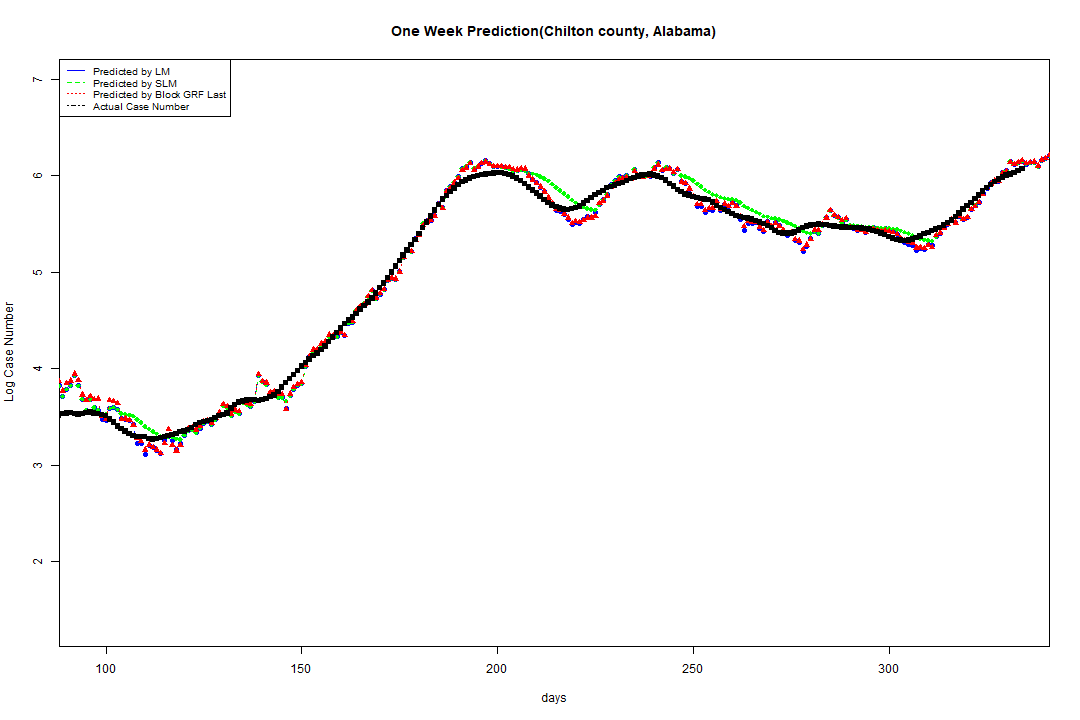 One Week Prediction(Chilton county, Alabama)
Predicted by LM
Predicted by SLM
Predicted by Block GRF Last
Actual Case Number
7
6
5
4
3
2
Log Case Number
100 150 200 250 300
days